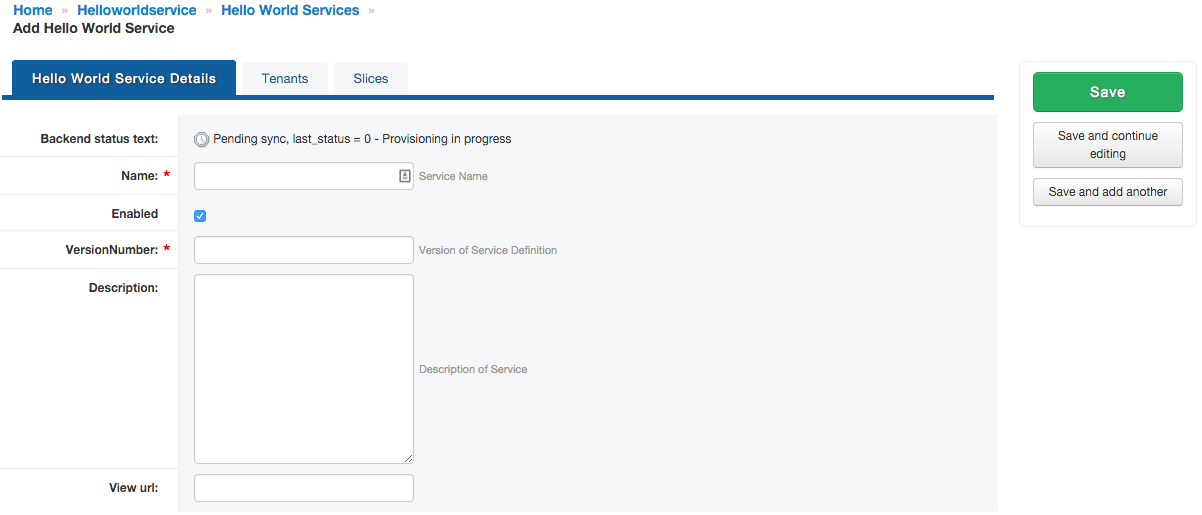 Home » Helloworldservice » Hello World Services »
Add Hello World Service
Hello World Service Details Tenants Slices
Save
Save and continue
editing
Save and add another
Backend status text: Pending sync, last_status = 0 - Provisioning in progress
Name: * Service Name
Enabled
VersionNumber: * Version of Service Definition
Description: Description of Service
View url: